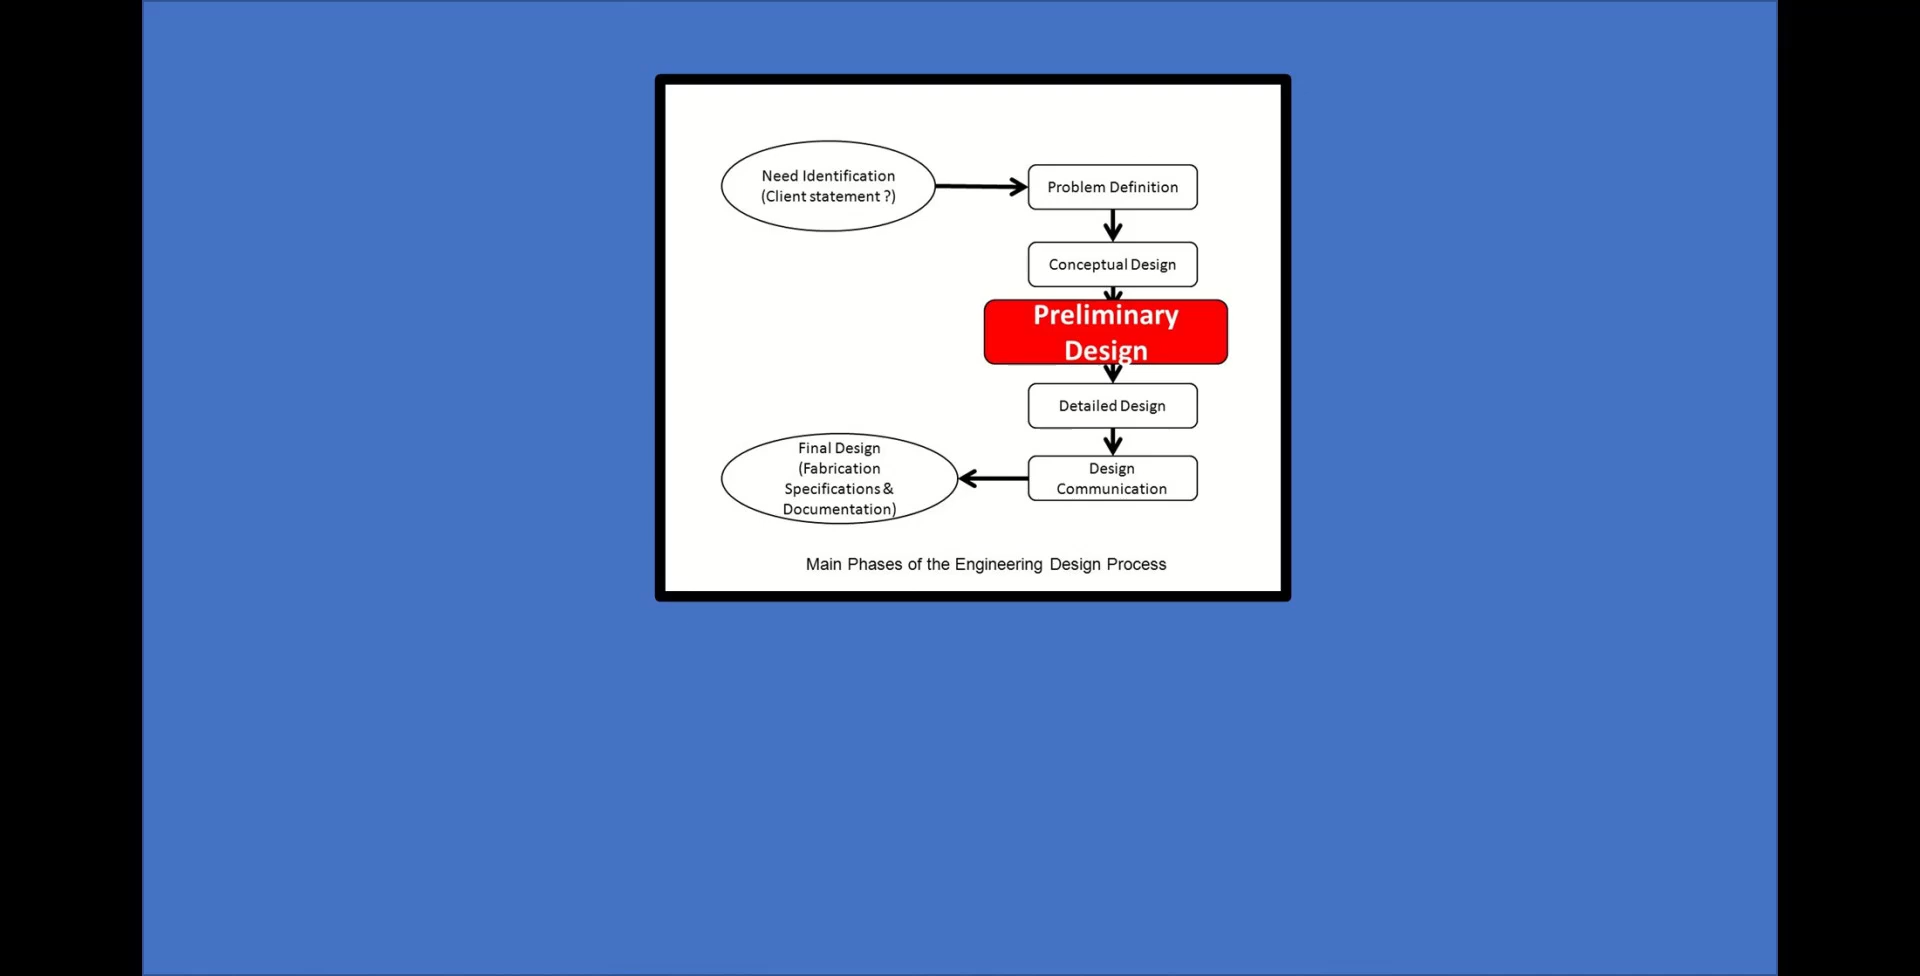 Need Identification
(Client statement ?)
Problem Definition
Conceptual Design
Preliminary
Design
Detailed Design
Design
Communication
Final Design
(Fabrication
Specifications &
Documentation)
Main Phases of the Engineering Design Process